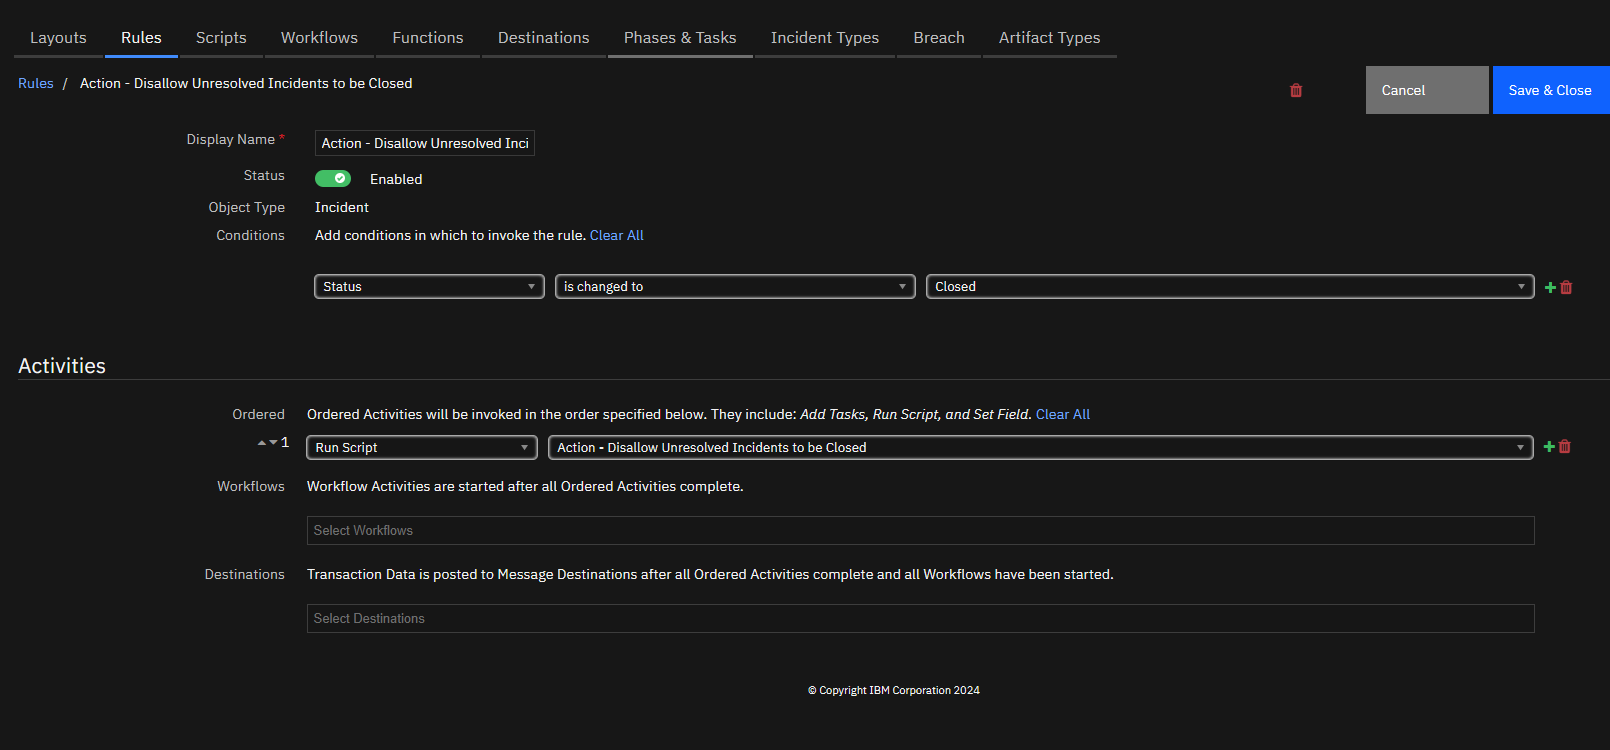 Layouts Rules Scripts Workflows Functions Destinations Phases & Tasks Incident Types Breach Artifact Types
Rules / Action - Disallow Unresolved Incidents to be Closed
Cancel Save & Close
Display Name * Action - Disallow Unresolved Inci
Status Enabled
Object Type Incident
Conditions Add conditions in which to invoke the rule. Clear All
Status is changed to Closed
Activities
Ordered Ordered Activities will be invoked in the order specified below. They include: Add Tasks, Run Script, and Set Field. Clear All
1 Run Script Action - Disallow Unresolved Incidents to be Closed
Workflows Workflow Activities are started after all Ordered Activities complete.
Select Workflows
Destinations Transaction Data is posted to Message Destinations after all Ordered Activities complete and all Workflows have been started.
Select Destinations
© Copyright IBM Corporation 2024